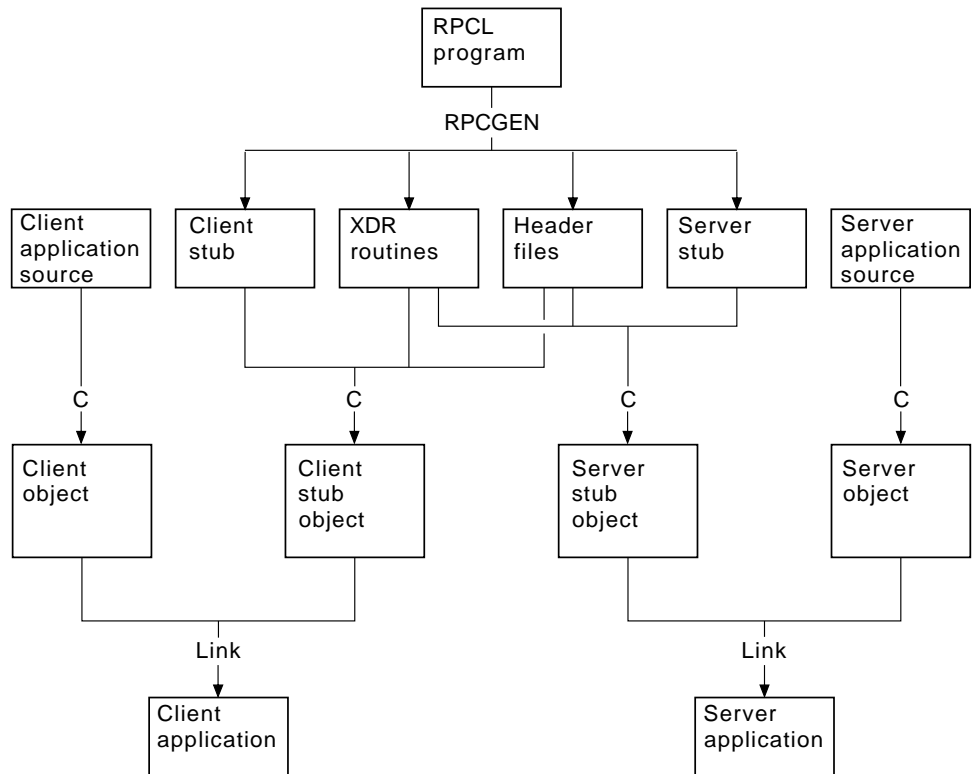 RPCL
program
RPCGEN
Client
application
source
Client
stub
XDR
routines
Header
files
Server
stub
Server
application
source
C
C
C
C
Client
object
Client
stub
object
Server
stub
object
Server
object
Link
Link
Client
application
Server
application